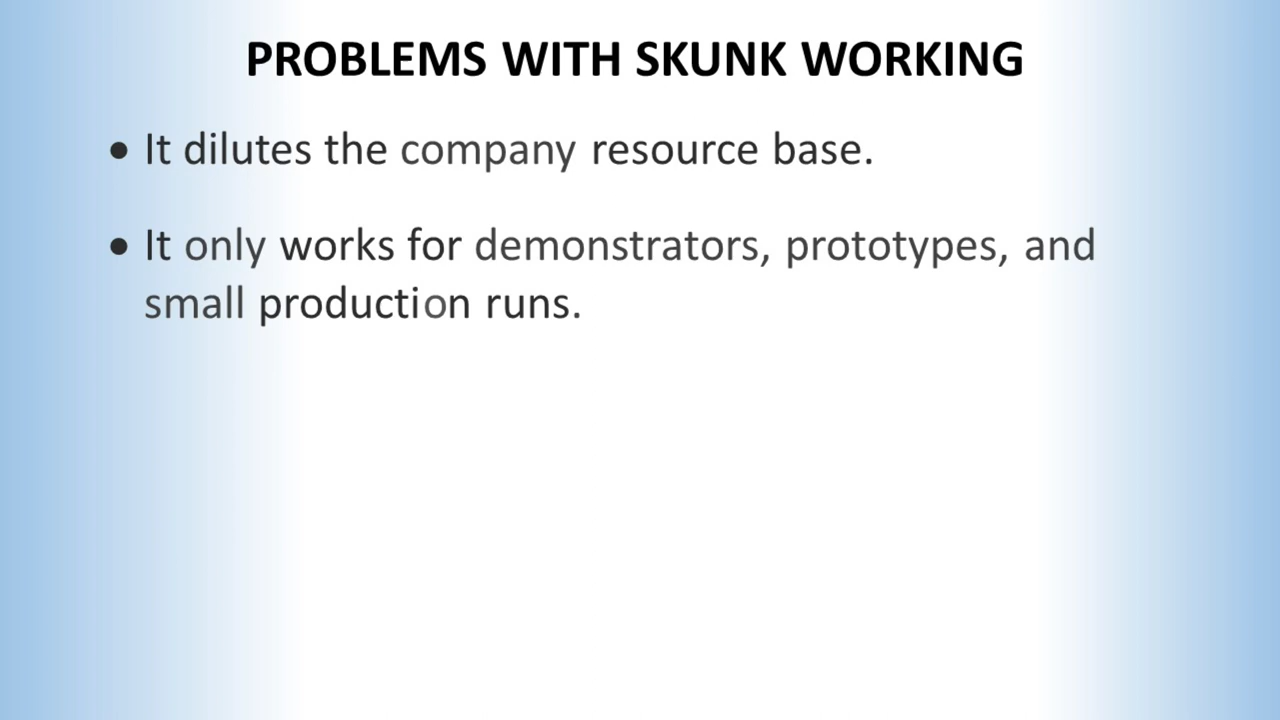 PROBLEMS WITH SKUNK WORKING
• It dilutes the company resource base.
• It only works for demonstrators, prototypes, and
small production runs.